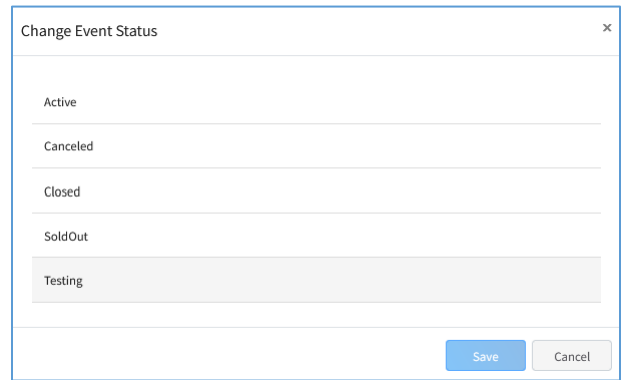 Change Event Status
×
Active
Canceled
Closed
SoldOut
Testing
Save Cancel